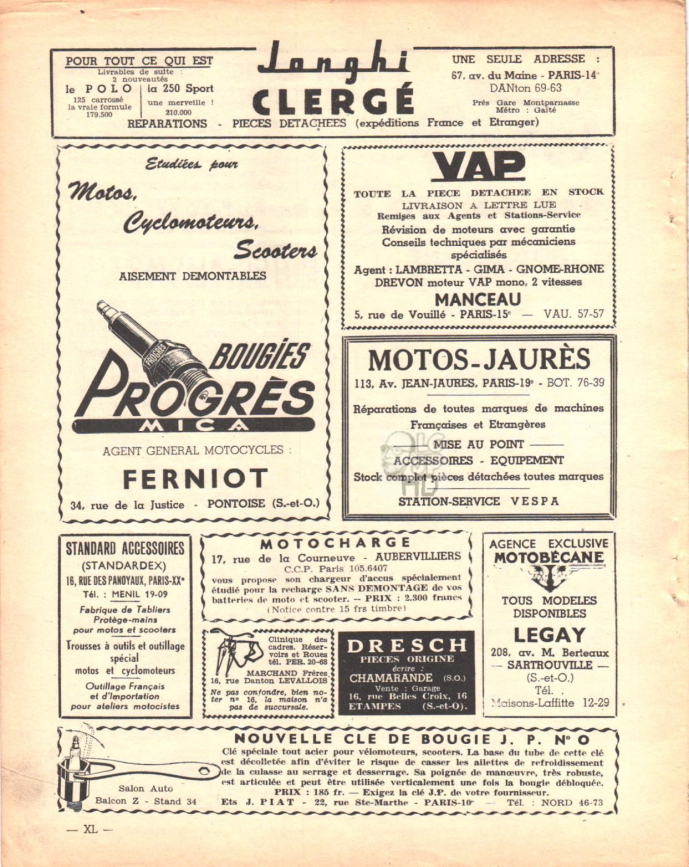 POUR TOUT CE QUI EST
Livrables de suite :
2 nouveautés
le POLO
125 carrossé
la vraie formule
179.500
la 250 Sport
une merveille !
210.000
Jonghi
CLERGÉ
UNE SEULE ADRESSE :
67, av. du Maine - PARIS-14e
DANton 69-63
Près Gare Montparnasse
Métro : Gaîté
REPARATIONS - PIECES DETACHEES (expéditions France et Etranger)
Etudiées pour
Motos,
Cyclomoteurs,
Scooters
AISEMENT DEMONTABLES
PROGRÈS
BOUGIES
PROGRÈS
MICA
AGENT GENERAL MOTOCYCLES :
FERNIOT
34, rue de la Justice - PONTOISE (S.-et-O.)
VAP
TOUTE LA PIECE DETACHEE EN STOCK
LIVRAISON A LETTRE LUE
Remises aux Agents et Stations-Service
Révision de moteurs avec garantie
Conseils techniques par mécaniciens
spécialisés
Agent : LAMBRETTA - GIMA - GNOME-RHONE
DREVON moteur VAP mono, 2 vitesses
MANCEAU
5, rue de Vouillé - PARIS-15e — VAU. 57-57
MOTOS-JAURÈS
113, Av. JEAN-JAURES, PARIS-19e - BOT. 76-39
Réparations de toutes marques de machines
Françaises et Etrangères
MISE AU POINT
ACCESSOIRES - EQUIPEMENT
Stock complet pièces détachées toutes marques
STATION-SERVICE VESPA
STANDARD ACCESSOIRES
(STANDARDEX)
16, RUE DES PANOYAUX, PARIS-XXe
Tél. : MENIL 19-09
Fabrique de Tabliers
Protège-mains
pour motos et scooters
Trousses à outils et outillage
spécial
motos et cyclomoteurs
Outillage Français
et d'Importation
pour ateliers motocistes
MOTOCHARGE
17, rue de la Courneuve - AUBERVILLIERS
C.C.P. Paris 105.6407
vous propose son chargeur d'accus spécialement
étudié pour la recharge SANS DEMONTAGE de vos
batteries de moto et scooter. — PRIX : 2.300 francs
(Notice contre 15 frs timbre)
Clinique des
cadres. Réser-
voirs et Roues
tél. PER. 20-68
MARCHAND Frères
16, rue Danton LEVALLOIS
Ne pas confondre, bien no-
ter n° 16, la maison n'a
pas de succursale.
DRESCH
PIECES ORIGINE
écrire :
CHAMARANDE (S.O.)
Vente : Garage
16, rue Belles Croix, 16
ETAMPES (S.-et-O.)
AGENCE EXCLUSIVE
MOTOBÉCANE
TOUS MODELES
DISPONIBLES
LEGAY
208, av. M. Berteaux
— SARTROUVILLE —
(S.-et-O.)
Tél. :
Maisons-Laffitte 12-29
NOUVELLE CLE DE BOUGIE J. P. N° O
Clé spéciale tout acier pour vélomoteurs, scooters. La base du tube de cette clé
est décolletée afin d'éviter le risque de casser les ailettes de refroidissement
de la culasse au serrage et desserrage. Sa poignée de manœuvre, très robuste,
est articulée et peut être utilisée verticalement une fois la bougie débloquée.
PRIX : 185 fr. — Exigez la clé J.P. de votre fournisseur.
Ets J. PIAT - 22, rue Ste-Marthe - PARIS-10e — Tél. : NORD 46-73
Salon Auto
Balcon Z - Stand 34
— XL —